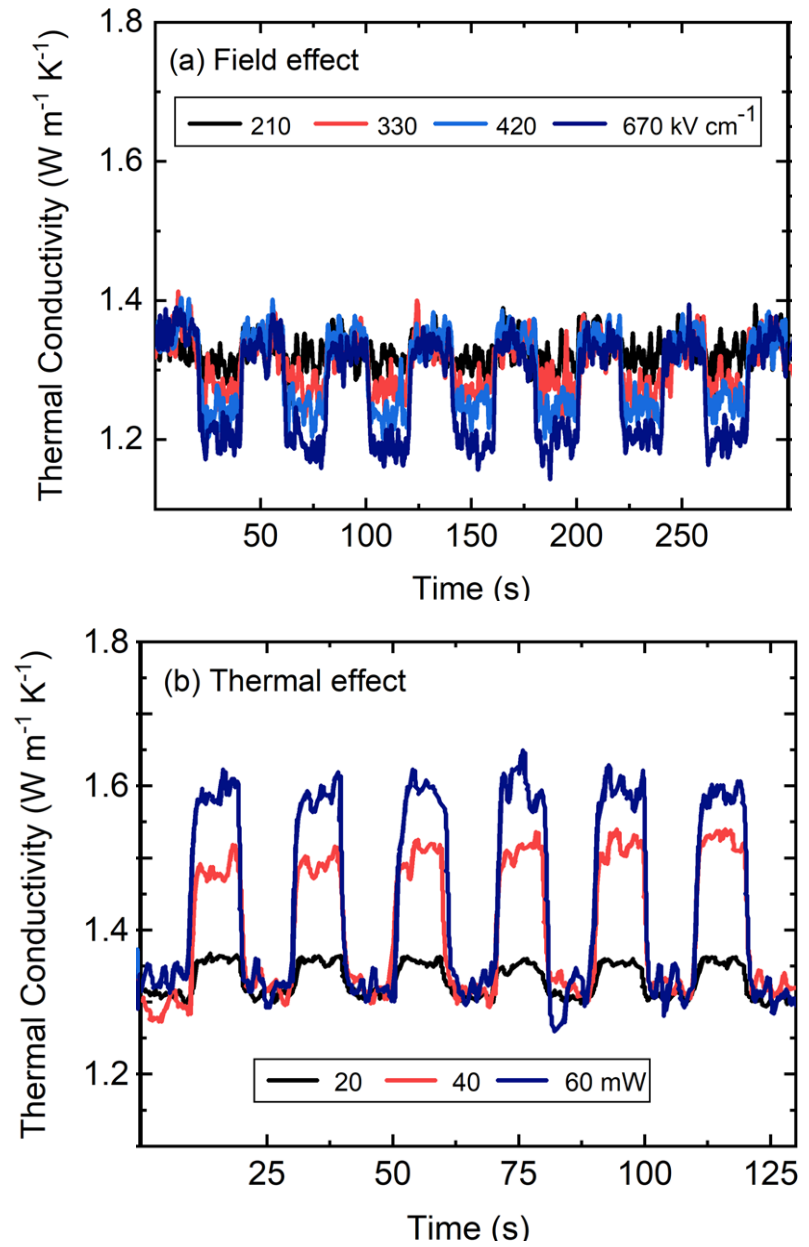 1.8
(a) Field effect
210 330 420 670 kV cm⁻¹
1.6
1.4
1.2
Thermal Conductivity (W m⁻¹ K⁻¹)
50 100 150 200 250
Time (s)
1.8
(b) Thermal effect
1.6
1.4
1.2
Thermal Conductivity (W m⁻¹ K⁻¹)
20 40 60 mW
25 50 75 100 125
Time (s)